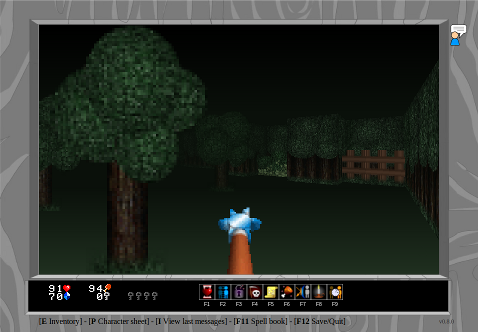 91 94
70 0
F1 F2 F3 F4 F5 F6 F7 F8 F9
[E Inventory] - [P Character sheet] - [I View last messages] - [F11 Spell book] - [F12 Save/Quit]